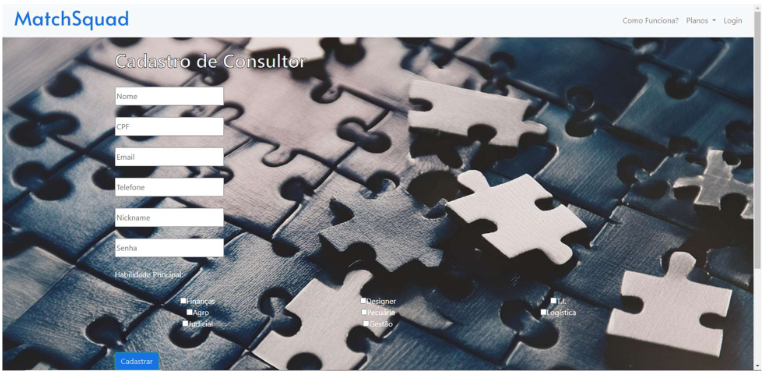 MatchSquad
Como Funciona? Planos Login
Cadastro de Consultor
Nome
CPF
Email
Telefone
Nickname
Senha
Habilidade Principal
Finanças Designer T.I.
Agro Pecuária Logística
Judicial Gestão
Cadastrar